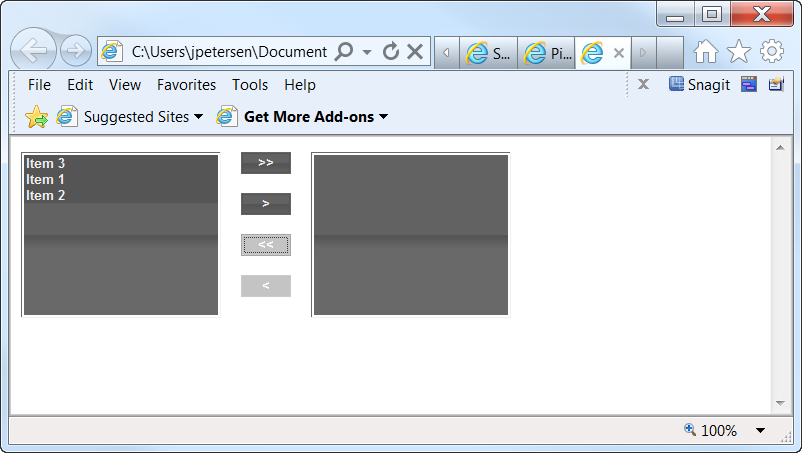 C:\Users\jpetersen\Document
S...
Pi...
File Edit View Favorites Tools Help
x Snagit
Suggested Sites Get More Add-ons
Item 3
Item 1
Item 2
>>
>
<<
<
100%